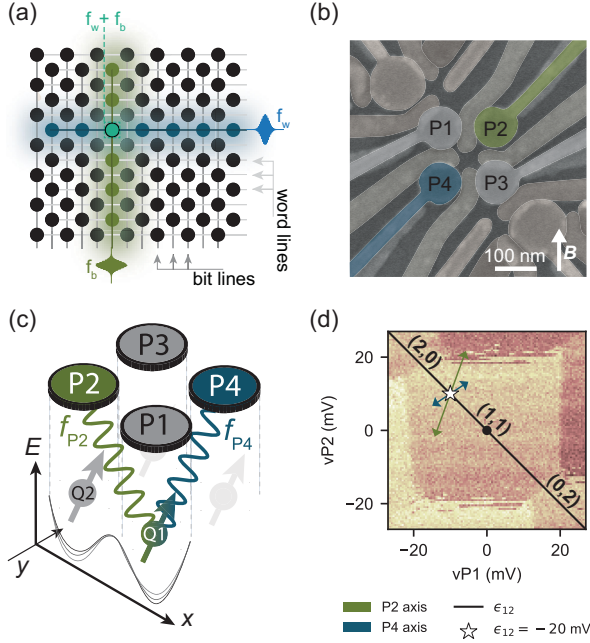 (a)
f_w + f_b
f_w
word lines
f_b
bit lines
(b)
P1
P2
P4
P3
100 nm
B
(c)
P3
P2
P4
P1
f_P2
f_P4
E
Q2
Q1
y
x
(d)
20
0
−20
vP2 (mV)
(2,0)
(1,1)
(0,2)
−20
0
20
vP1 (mV)
P2 axis
ϵ₁₂
P4 axis
ϵ₁₂ = − 20 mV